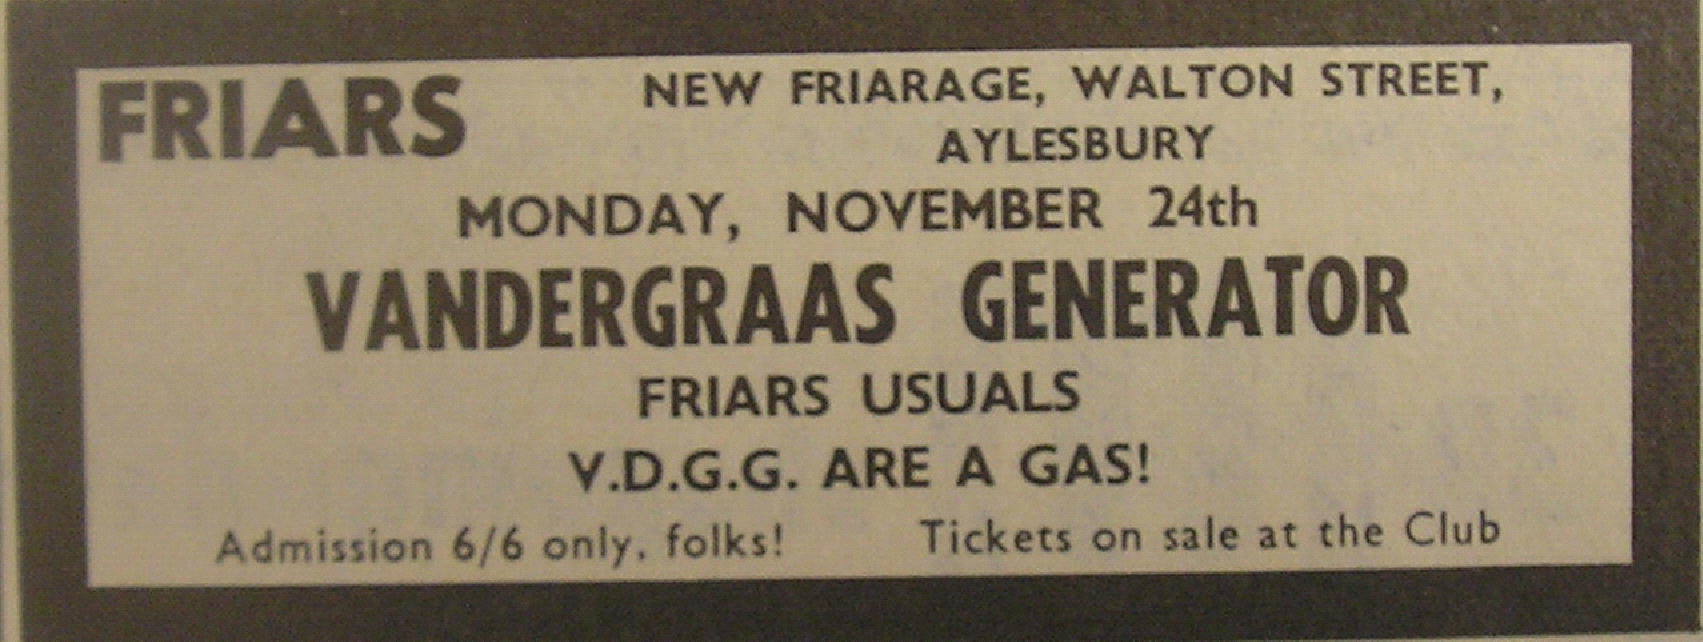 FRIARS NEW FRIARAGE, WALTON STREET,
AYLESBURY
MONDAY, NOVEMBER 24th
VANDERGRAAS GENERATOR
FRIARS USUALS
V.D.G.G. ARE A GAS!
Admission 6/6 only, folks! Tickets on sale at the Club